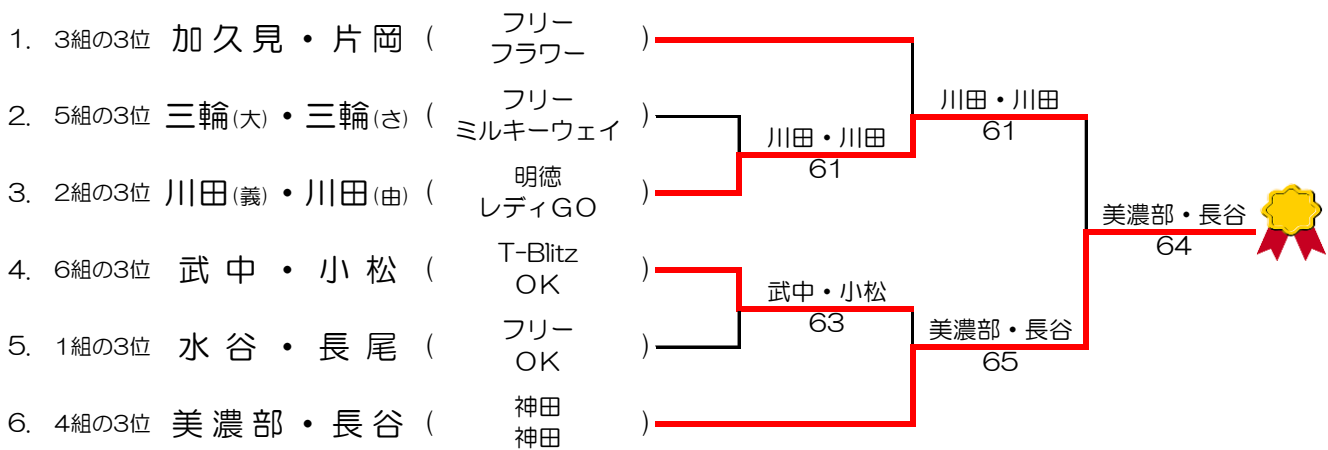 1. 3組の3位 加久見・片岡 ( フリー フラワー )
2. 5組の3位 三輪(大)・三輪(さ) ( フリー ミルキーウェイ )
3. 2組の3位 川田(義)・川田(由) ( 明徳 レディGO )
4. 6組の3位 武中・小松 ( T-Blitz OK )
5. 1組の3位 水谷・長尾 ( フリー OK )
6. 4組の3位 美濃部・長谷 ( 神田 神田 )
川田・川田
61
武中・小松
63
川田・川田
61
美濃部・長谷
65
美濃部・長谷
64